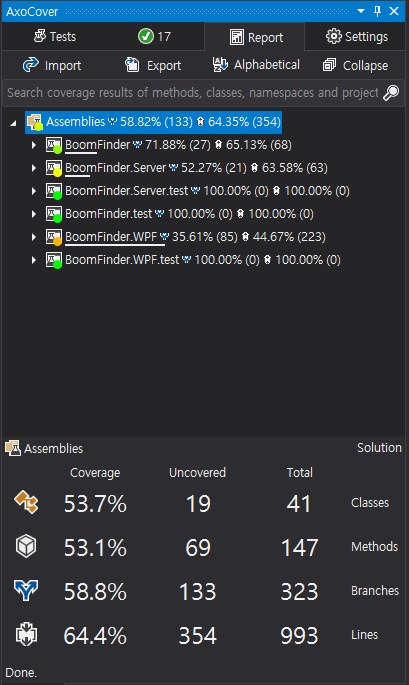 AxoCover
Tests 17 Report Settings
Import Export Alphabetical Collapse
Search coverage results of methods, classes, namespaces and project
Assemblies 58.82% (133) 64.35% (354)
BoomFinder 71.88% (27) 65.13% (68)
BoomFinder.Server 52.27% (21) 63.58% (63)
BoomFinder.Server.test 100.00% (0) 100.00% (0)
BoomFinder.test 100.00% (0) 100.00% (0)
BoomFinder.WPF 35.61% (85) 44.67% (223)
BoomFinder.WPF.test 100.00% (0) 100.00% (0)
Assemblies Solution
Coverage Uncovered Total
53.7% 19 41 Classes
53.1% 69 147 Methods
58.8% 133 323 Branches
64.4% 354 993 Lines
Done.